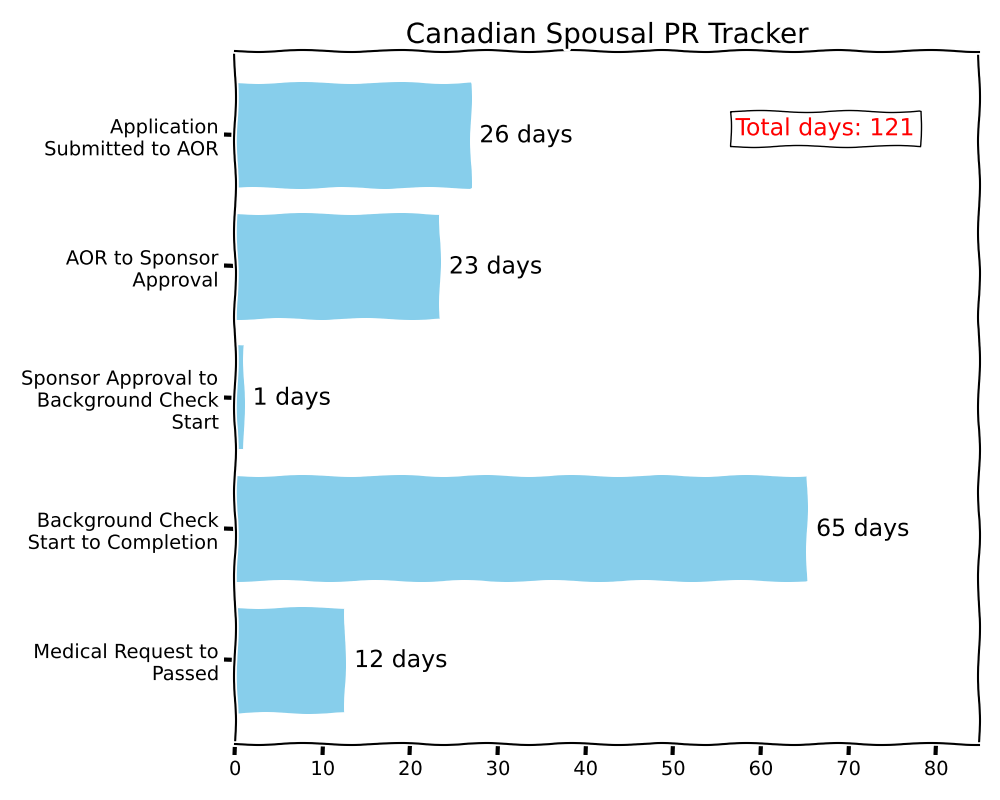 Canadian Spousal PR Tracker
Application
Submitted to AOR
26 days
Total days: 121
AOR to Sponsor
Approval
23 days
Sponsor Approval to
Background Check
Start
1 days
Background Check
Start to Completion
65 days
Medical Request to
Passed
12 days
0 10 20 30 40 50 60 70 80